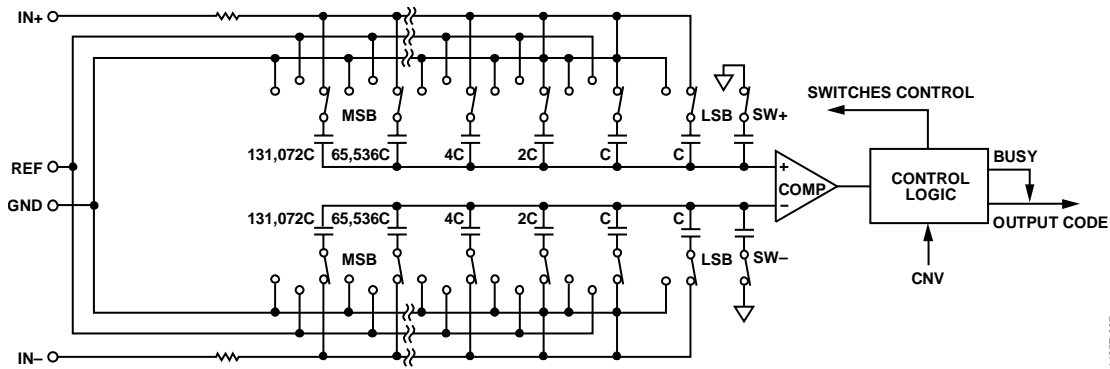 IN+
SWITCHES CONTROL
MSB
LSB
SW+
131,072C
65,536C
4C
2C
C
C
BUSY
REF
COMP
CONTROL
LOGIC
GND
OUTPUT CODE
131,072C
65,536C
4C
2C
C
C
MSB
LSB
SW–
CNV
IN–
+
–